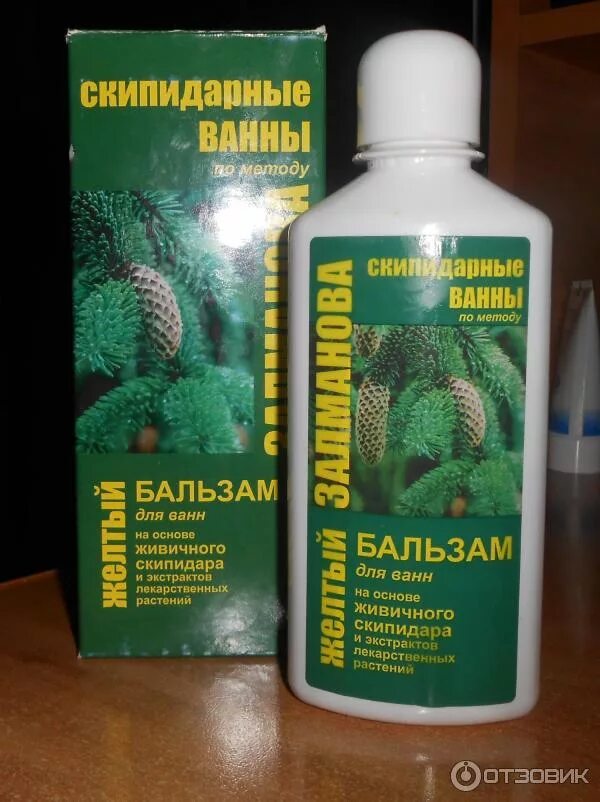 скипидарные
ВАННЫ
по методу
ЗАЛМАНОВА
ЖЕЛТЫЙ
БАЛЬЗАМ
для ванн
на основе
живичного
скипидара
и экстрактов
лекарственных
растений
скипидарные
ВАННЫ
по методу
ЗАЛМАНОВА
ЖЕЛТЫЙ
БАЛЬЗАМ
для ванн
на основе
живичного
скипидара
и экстрактов
лекарственных
растений
ОТЗОВИК